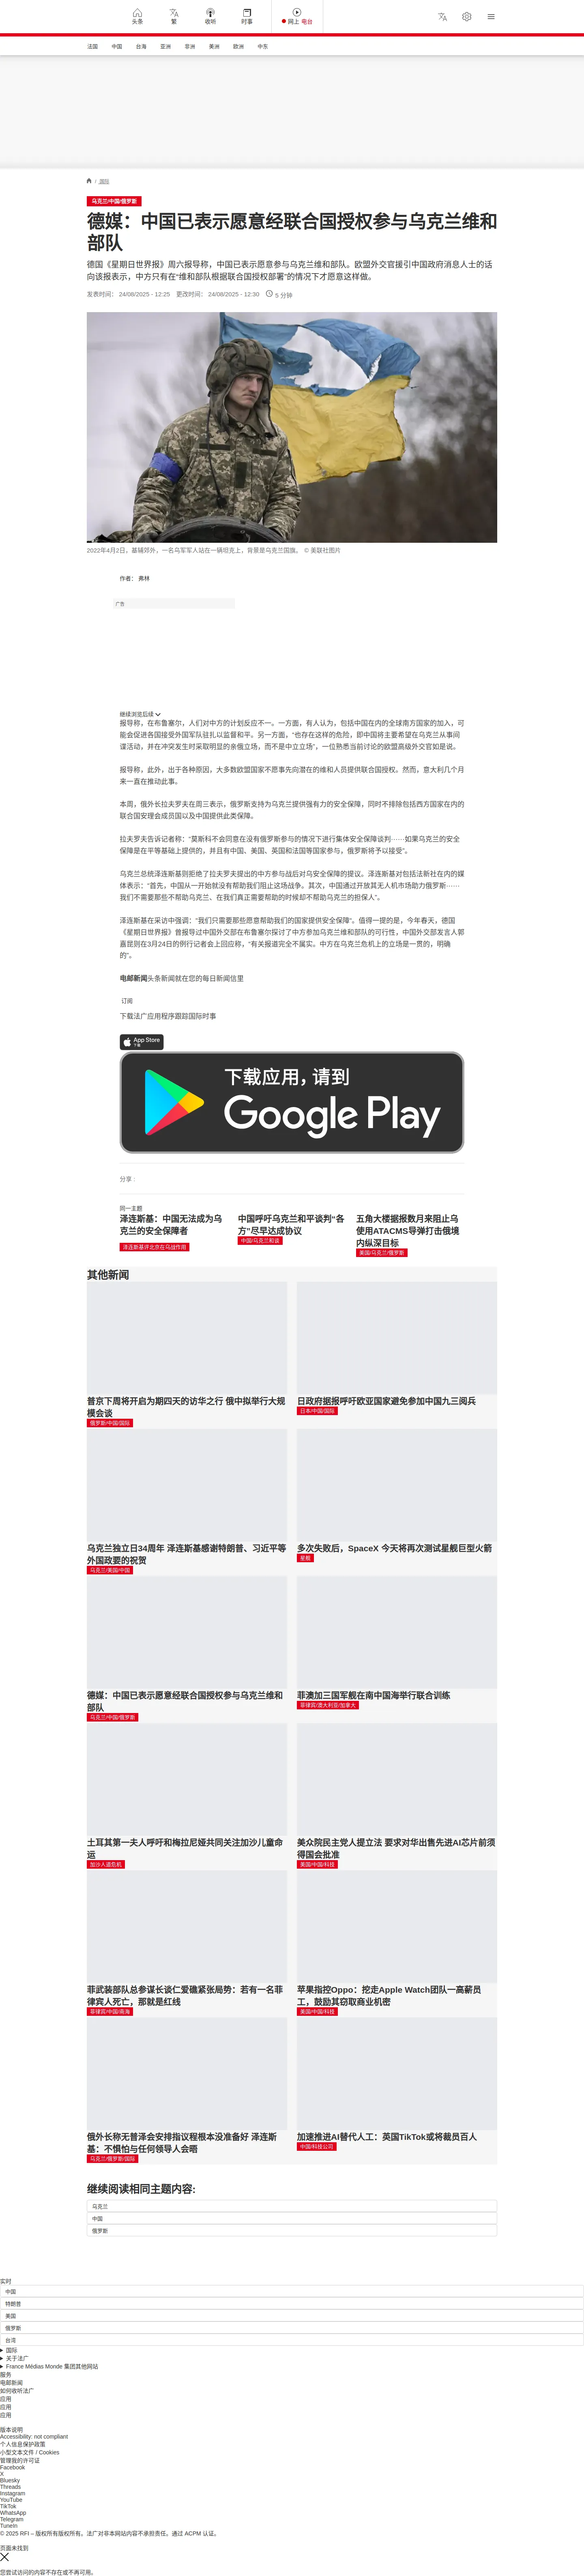 头条
繁
收听
时事
网上 电台
法国
中国
台海
亚洲
非洲
美洲
欧洲
中东
/ 国际
乌克兰/中国/俄罗斯
德媒：中国已表示愿意经联合国授权参与乌克兰维和
部队
德国《星期日世界报》周六报导称，中国已表示愿意参与乌克兰维和部队。欧盟外交官援引中国政府消息人士的话
向该报表示，中方只有在“维和部队根据联合国授权部署”的情况下才愿意这样做。
发表时间： 24/08/2025 - 12:25 更改时间： 24/08/2025 - 12:30 5 分钟
2022年4月2日，基辅郊外，一名乌军军人站在一辆坦克上，背景是乌克兰国旗。 © 美联社图片
作者： 弗林
广告
继续浏览后续
报导称，在布鲁塞尔，人们对中方的计划反应不一。一方面，有人认为，包括中国在内的全球南方国家的加入，可
能会促进各国接受外国军队驻扎以监督和平。另一方面，“也存在这样的危险，即中国将主要希望在乌克兰从事间
谍活动，并在冲突发生时采取明显的亲俄立场，而不是中立立场”，一位熟悉当前讨论的欧盟高级外交官如是说。
报导称，此外，出于各种原因，大多数欧盟国家不愿事先向潜在的维和人员提供联合国授权。然而，意大利几个月
来一直在推动此事。
本周，俄外长拉夫罗夫在周三表示，俄罗斯支持为乌克兰提供强有力的安全保障，同时不排除包括西方国家在内的
联合国安理会成员国以及中国提供此类保障。
拉夫罗夫告诉记者称：“莫斯科不会同意在没有俄罗斯参与的情况下进行集体安全保障谈判……如果乌克兰的安全
保障是在平等基础上提供的，并且有中国、美国、英国和法国等国家参与，俄罗斯将予以接受”。
乌克兰总统泽连斯基则拒绝了拉夫罗夫提出的中方参与战后对乌安全保障的提议。泽连斯基对包括法新社在内的媒
体表示：“首先，中国从一开始就没有帮助我们阻止这场战争。其次，中国通过开放其无人机市场助力俄罗斯……
我们不需要那些不帮助乌克兰、在我们真正需要帮助的时候却不帮助乌克兰的担保人”。
泽连斯基在采访中强调：“我们只需要那些愿意帮助我们的国家提供安全保障”。值得一提的是，今年春天，德国
《星期日世界报》曾报导过中国外交部在布鲁塞尔探讨了中方参加乌克兰维和部队的可行性，中国外交部发言人郭
嘉昆则在3月24日的例行记者会上回应称，“有关报道完全不属实。中方在乌克兰危机上的立场是一贯的，明确
的”。
电邮新闻头条新闻就在您的每日新闻信里
订阅
下载法广应用程序跟踪国际时事
App Store
下载
下载应用，请到
Google Play
分享 :
同一主题
泽连斯基：中国无法成为乌
克兰的安全保障者
泽连斯基评北京在乌战作用
中国呼吁乌克兰和平谈判“各
方”尽早达成协议
中国/乌克兰和谈
五角大楼据报数月来阻止乌
使用ATACMS导弹打击俄境
内纵深目标
美国/乌克兰/俄罗斯
其他新闻
普京下周将开启为期四天的访华之行 俄中拟举行大规
模会谈
俄罗斯/中国/国际
日政府据报呼吁欧亚国家避免参加中国九三阅兵
日本/中国/国际
乌克兰独立日34周年 泽连斯基感谢特朗普、习近平等
外国政要的祝贺
乌克兰/美国/中国
多次失败后，SpaceX 今天将再次测试星舰巨型火箭
星舰
德媒：中国已表示愿意经联合国授权参与乌克兰维和
部队
乌克兰/中国/俄罗斯
菲澳加三国军舰在南中国海举行联合训练
菲律宾/澳大利亚/加拿大
土耳其第一夫人呼吁和梅拉尼娅共同关注加沙儿童命
运
加沙人道危机
美众院民主党人提立法 要求对华出售先进AI芯片前须
得国会批准
美国/中国/科技
菲武装部队总参谋长谈仁爱礁紧张局势：若有一名菲
律宾人死亡，那就是红线
菲律宾/中国/南海
苹果指控Oppo：挖走Apple Watch团队一高薪员
工，鼓励其窃取商业机密
美国/中国/科技
俄外长称无普泽会安排指议程根本没准备好 泽连斯
基：不惧怕与任何领导人会晤
乌克兰/俄罗斯/国际
加速推进AI替代人工：英国TikTok或将裁员百人
中国/科技公司
继续阅读相同主题内容:
乌克兰
中国
俄罗斯
实时
中国
特朗普
美国
俄罗斯
台湾
国际
关于法广
France Médias Monde 集团其他网站
服务
电邮新闻
如何收听法广
应用
应用
应用
版本说明
Accessibility: not compliant
个人信息保护政策
小型文本文件 / Cookies
管理我的许可证
Facebook
X
Bluesky
Threads
Instagram
YouTube
TikTok
WhatsApp
Telegram
TuneIn
© 2025 RFI – 版权所有版权所有。法广对非本网站内容不承担责任。通过 ACPM 认证。
页面未找到
您尝试访问的内容不存在或不再可用。